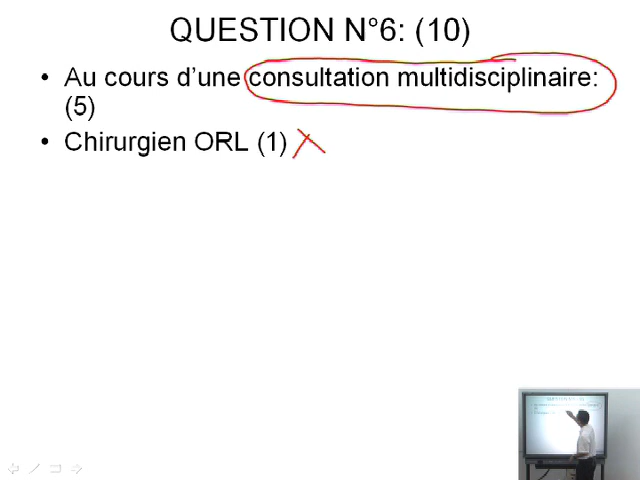 QUESTION N°6: (10)
• Au cours d’une consultation multidisciplinaire:
(5)
• Chirurgien ORL (1)